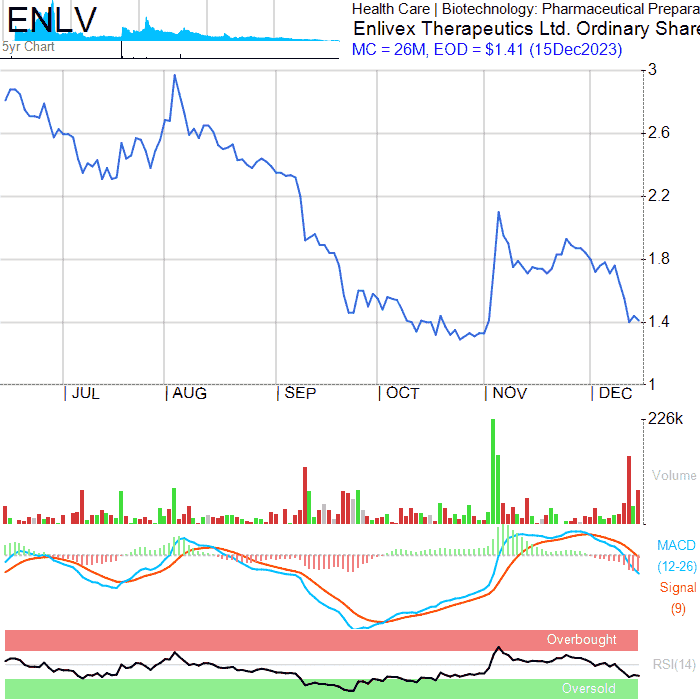 ENLV
5yr Chart
Health Care | Biotechnology: Pharmaceutical Prepara
Enlivex Therapeutics Ltd. Ordinary Share
MC = 26M, EOD = $1.41 (15Dec2023)
3
2.6
2.2
1.8
1.4
1
JUL AUG SEP OCT NOV DEC
226k
Volume
MACD
(12-26)
Signal
(9)
Overbought
RSI(14)
Oversold